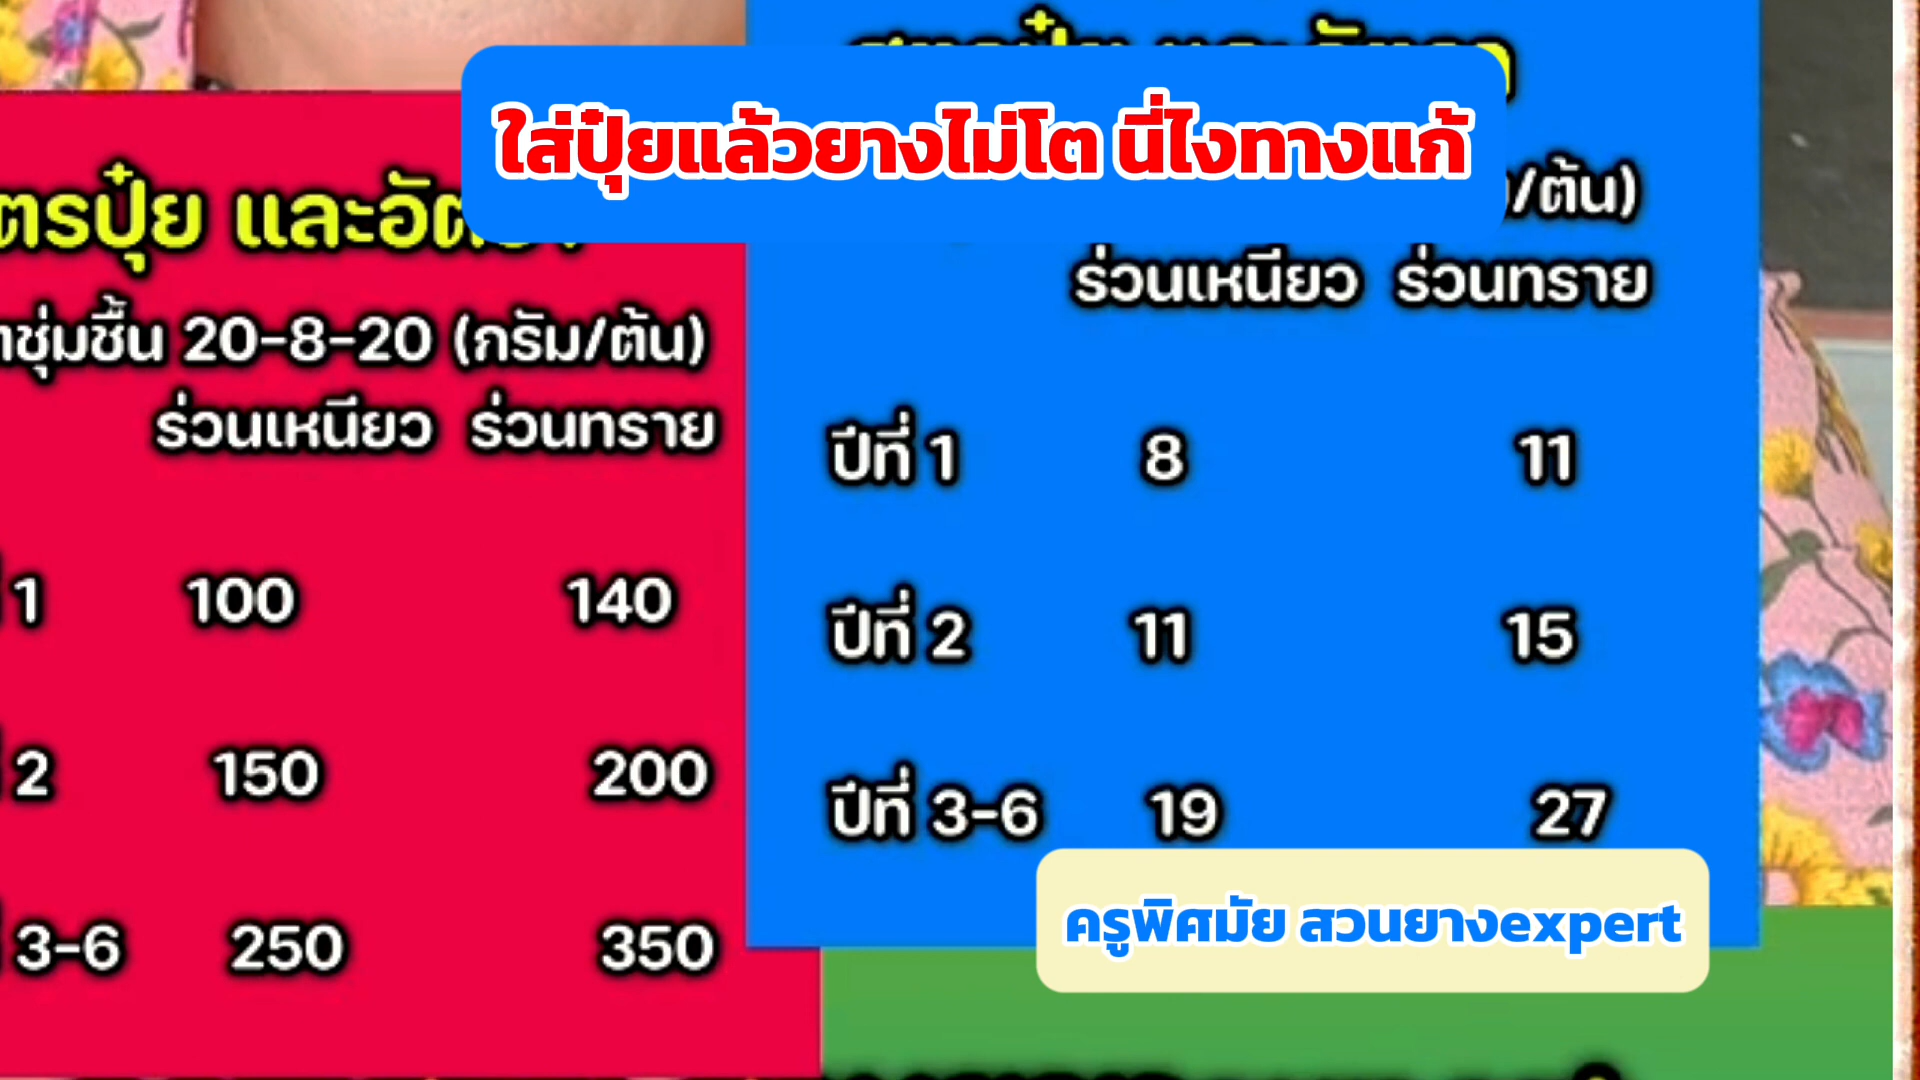 ใส่ปุ๋ยแล้วยางไม่โต นี่ไงทางแก้
ปุ๋ย และอั
ชุ่มชื้น 20-8-20 (กรัม/ต้น)
ร่วนเหนียว ร่วนทราย
1 100 140
2 150 200
3-6 250 350
/ต้น)
ร่วนเหนียว ร่วนทราย
ปีที่ 1 8 11
ปีที่ 2 11 15
ปีที่ 3-6 19 27
ครูพิศมัย สวนยางexpert